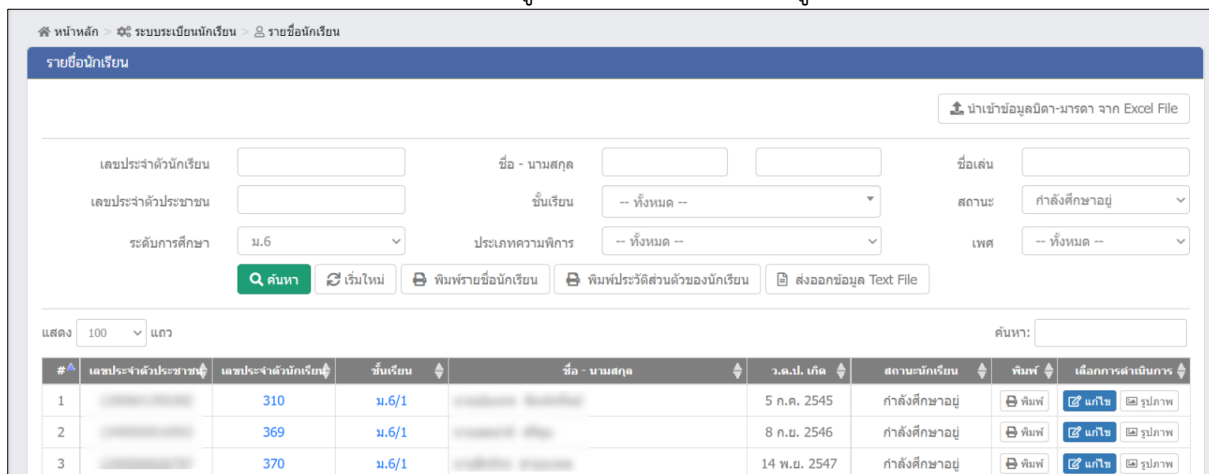 หน้าหลัก > ระบบระเบียนนักเรียน > รายชื่อนักเรียน
รายชื่อนักเรียน
นำเข้าข้อมูลบิดา-มารดา จาก Excel File
เลขประจำตัวนักเรียน ชื่อ - นามสกุล ชื่อเล่น
เลขประจำตัวประชาชน ชั้นเรียน -- ทั้งหมด -- สถานะ กำลังศึกษาอยู่
ระดับการศึกษา ม.6 ประเภทความพิการ -- ทั้งหมด -- เพศ -- ทั้งหมด --
ค้นหา เริ่มใหม่ พิมพ์รายชื่อนักเรียน พิมพ์ประวัติส่วนตัวของนักเรียน ส่งออกข้อมูล Text File
แสดง 100 แถว ค้นหา:
# เลขประจำตัวประชาชน เลขประจำตัวนักเรียน ชั้นเรียน ชื่อ - นามสกุล ว.ด.ป. เกิด สถานะนักเรียน พิมพ์ เลือกการดำเนินการ
1 310 ม.6/1 5 ก.ค. 2545 กำลังศึกษาอยู่ พิมพ์ แก้ไข รูปภาพ
2 369 ม.6/1 8 ก.ย. 2546 กำลังศึกษาอยู่ พิมพ์ แก้ไข รูปภาพ
3 370 ม.6/1 14 พ.ย. 2547 กำลังศึกษาอยู่ พิมพ์ แก้ไข รูปภาพ